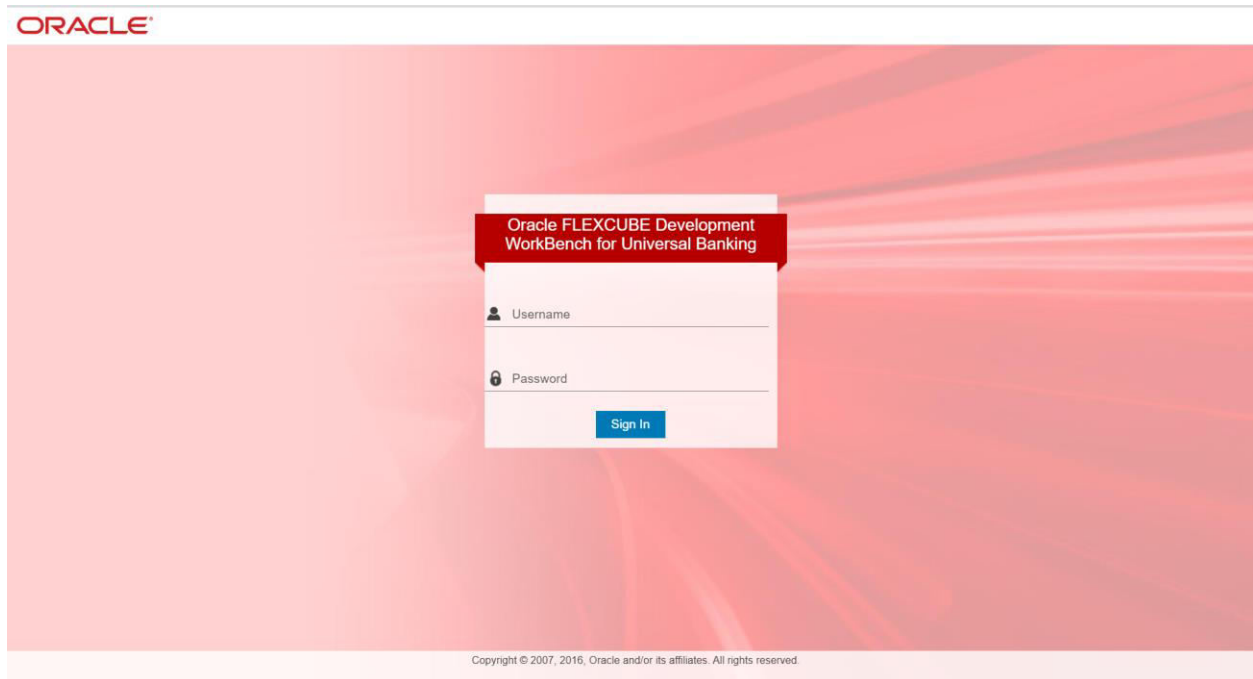 ORACLE®
Oracle FLEXCUBE Development
WorkBench for Universal Banking
Username
Password
Sign In
Copyright © 2007, 2016, Oracle and/or its affiliates. All rights reserved.